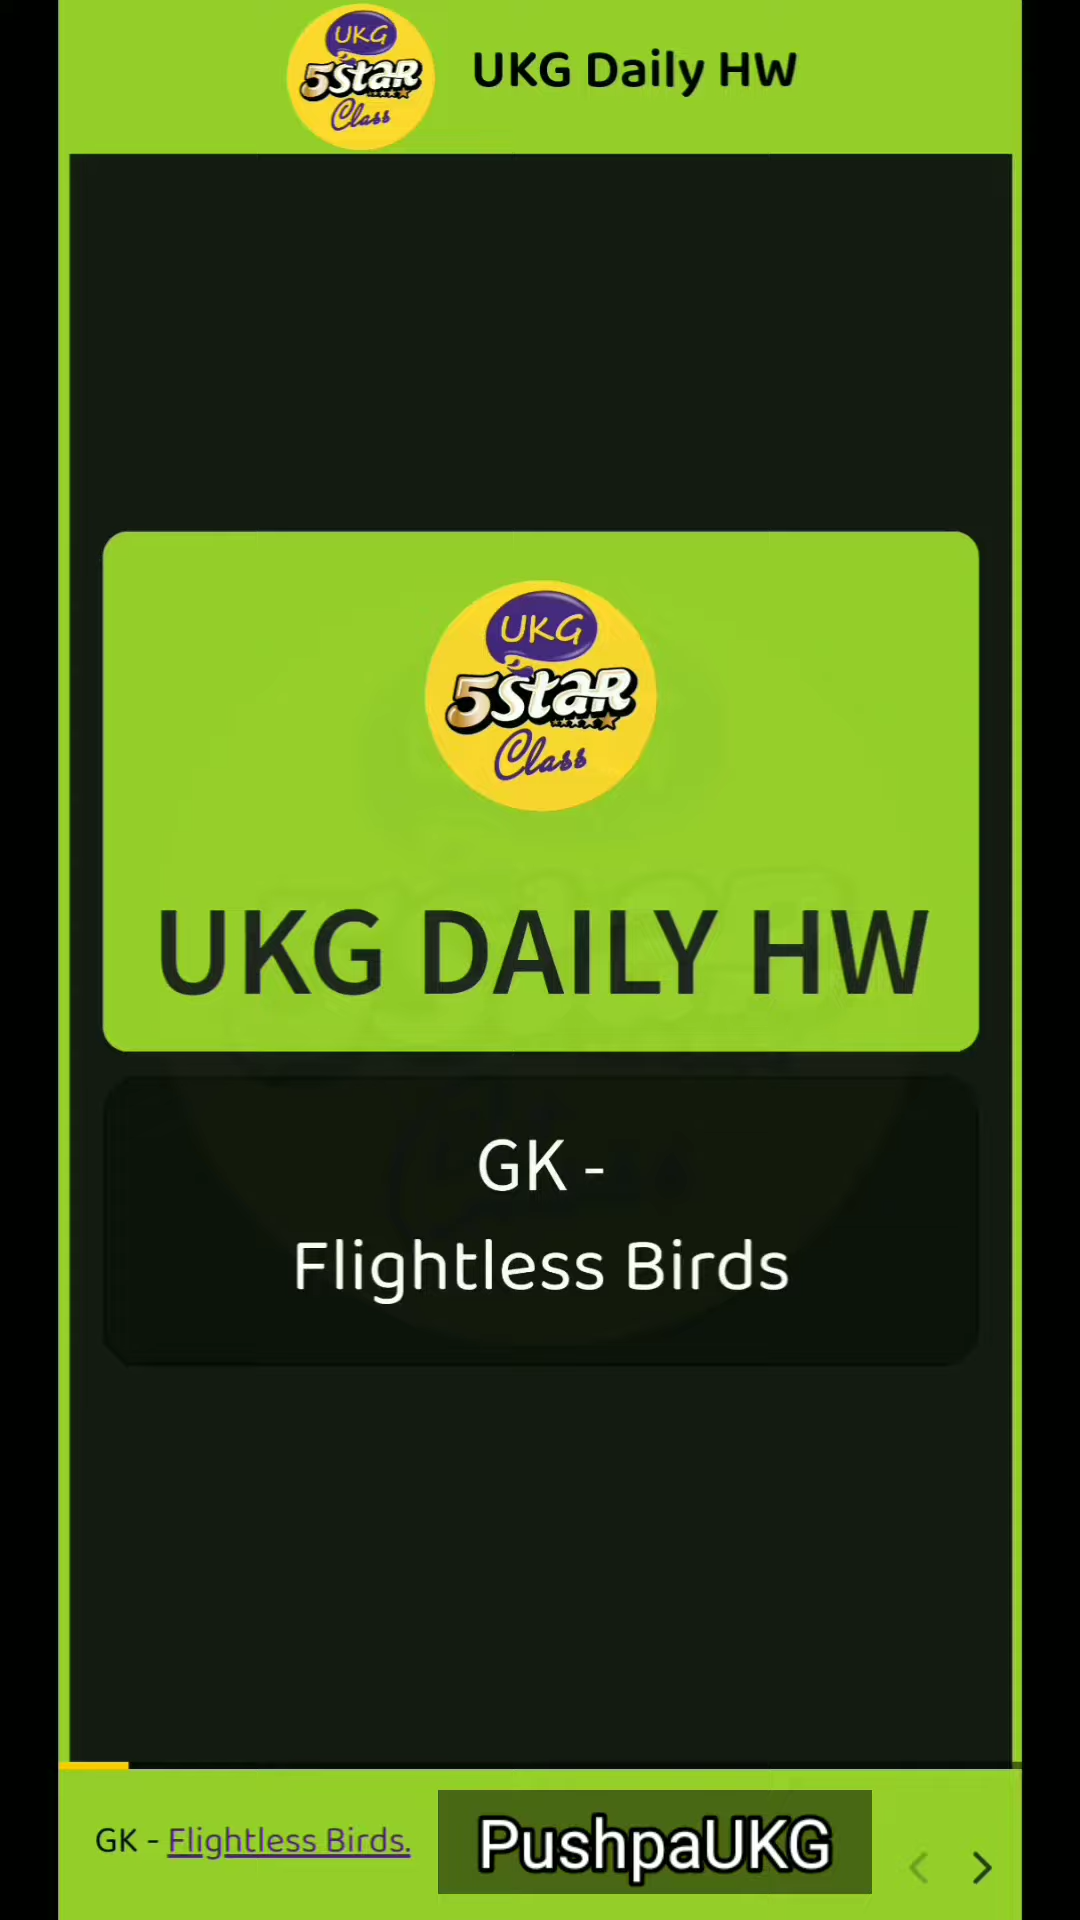 UKG
5StaR
Class
UKG Daily HW
UKG
5StaR
Class
UKG DAILY HW
GK -
Flightless Birds
GK - Flightless Birds.
PushpaUKG